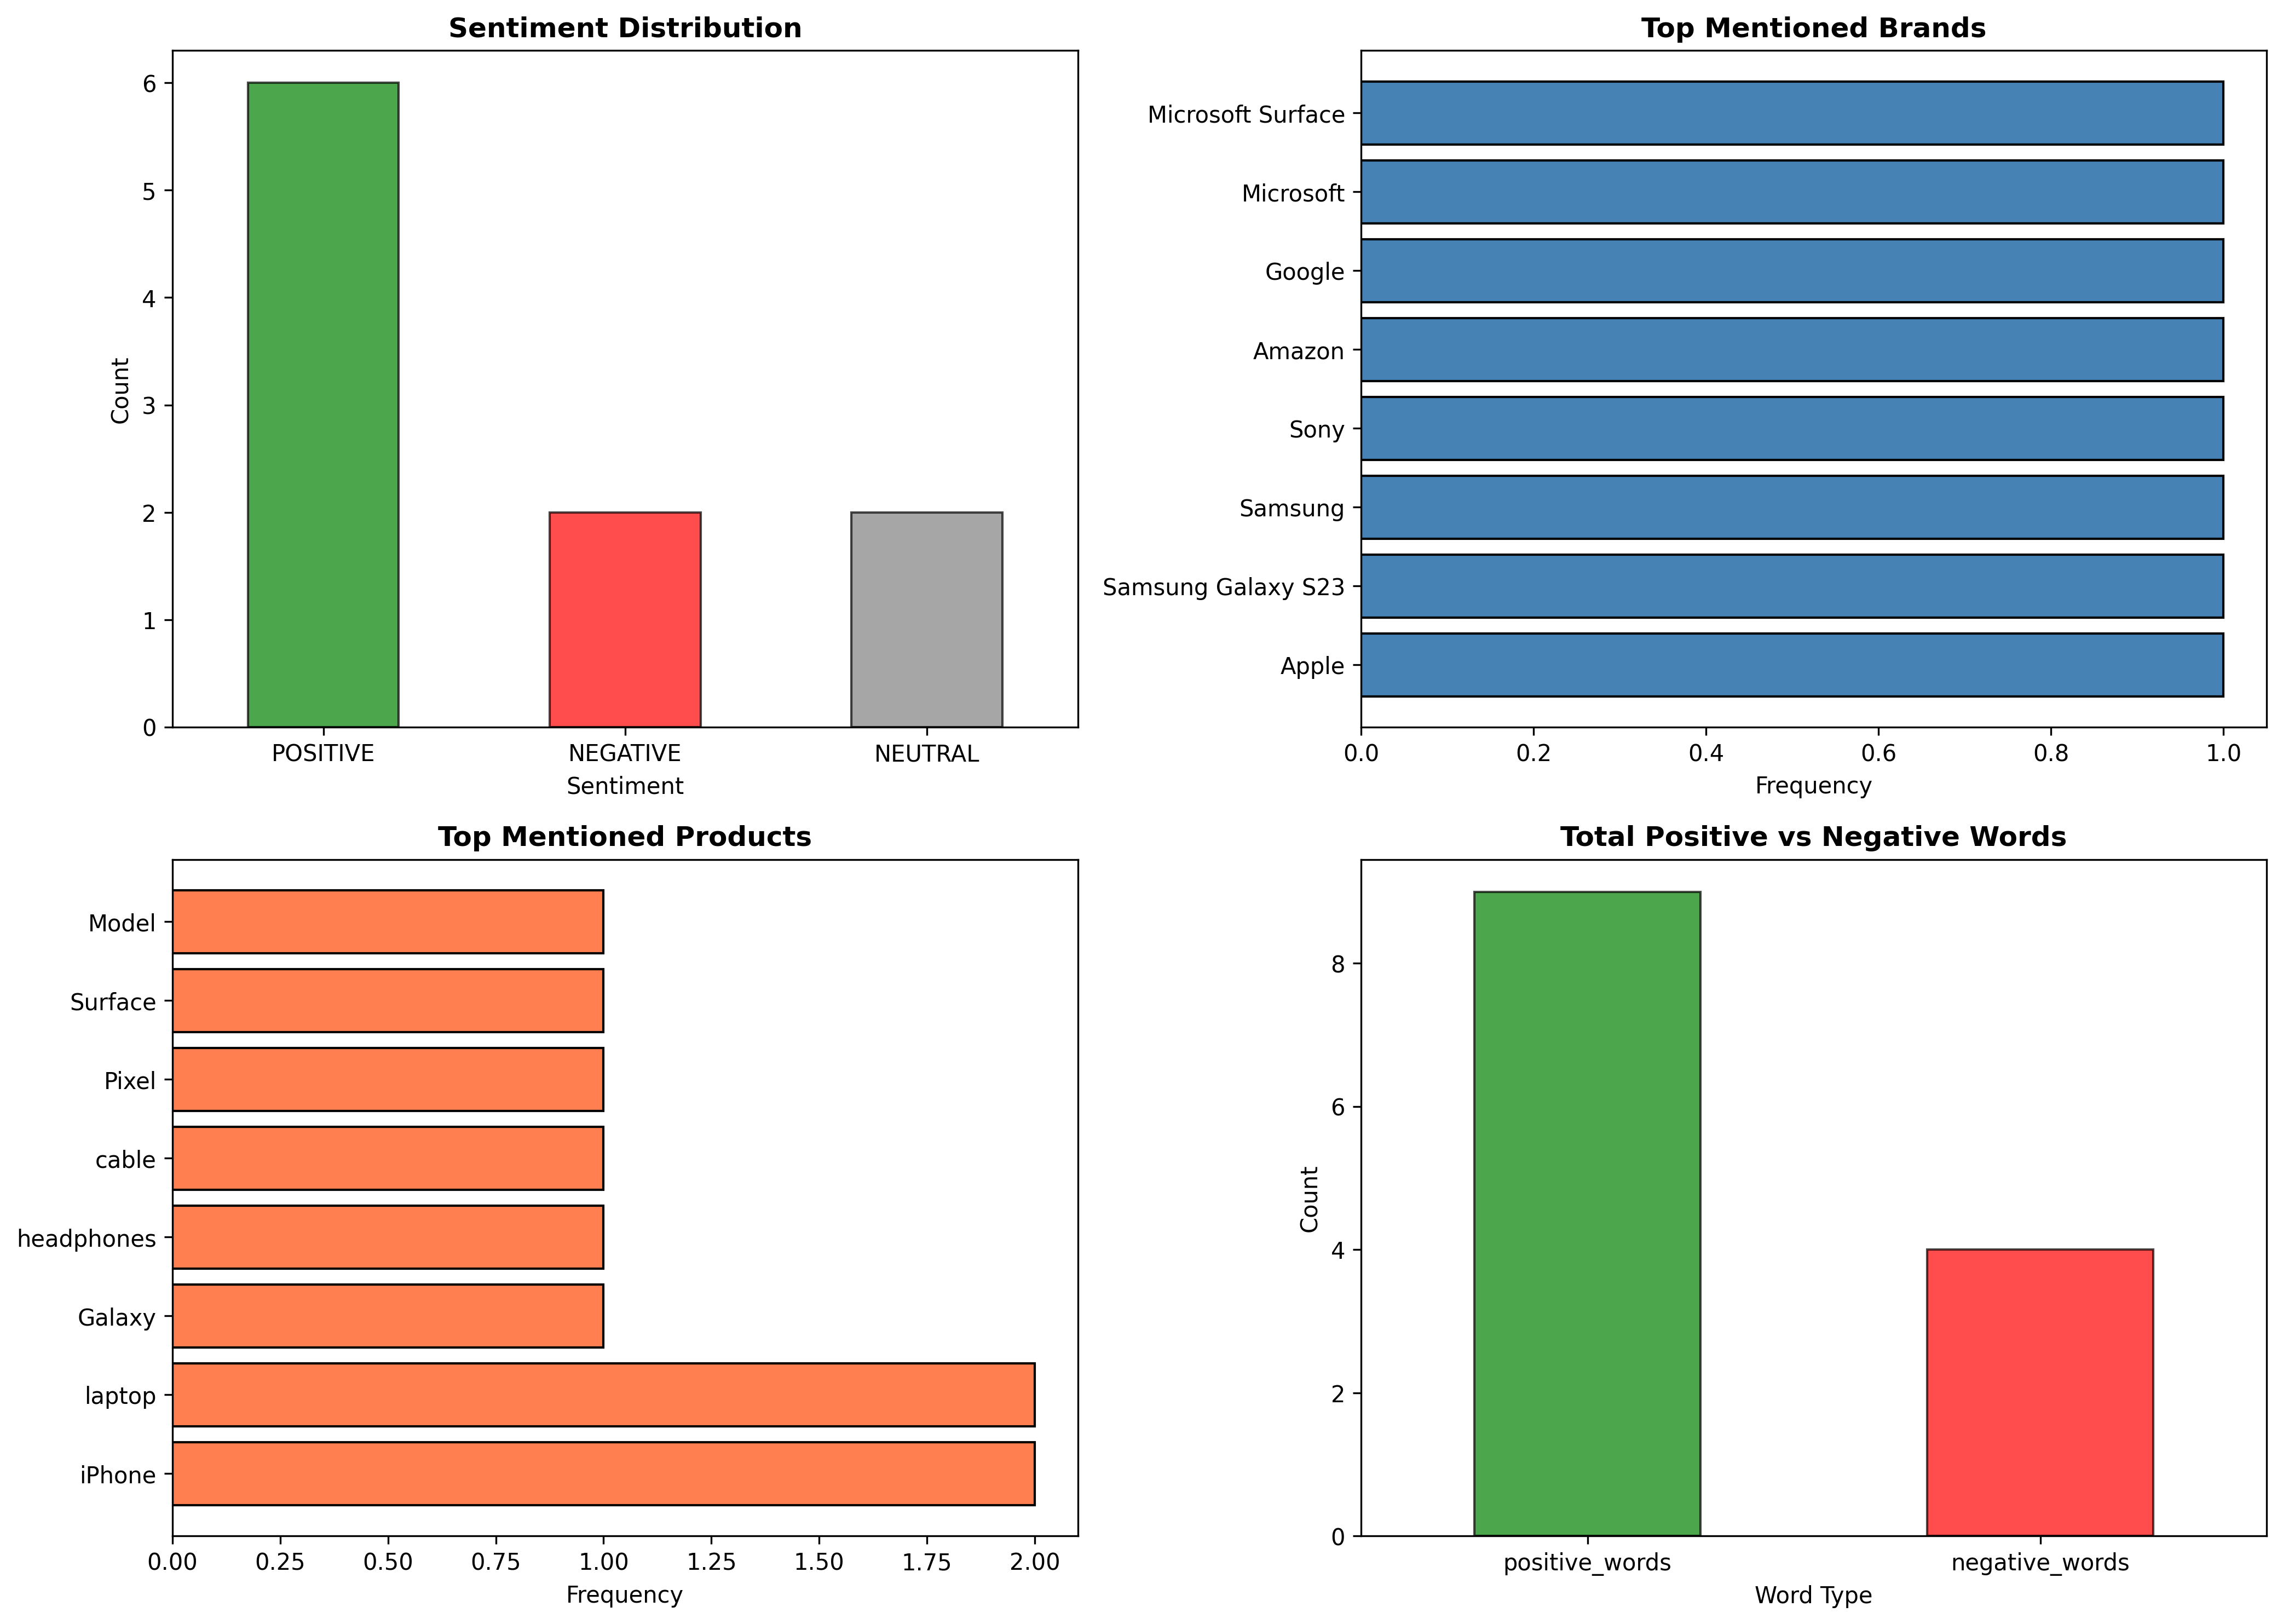 Sentiment Distribution
6
5
4
3
2
1
0
Count
POSITIVE
NEGATIVE
NEUTRAL
Sentiment
Top Mentioned Brands
Microsoft Surface
Microsoft
Google
Amazon
Sony
Samsung
Samsung Galaxy S23
Apple
0.0 0.2 0.4 0.6 0.8 1.0
Frequency
Top Mentioned Products
Model
Surface
Pixel
cable
headphones
Galaxy
laptop
iPhone
0.00 0.25 0.50 0.75 1.00 1.25 1.50 1.75 2.00
Frequency
Total Positive vs Negative Words
8
6
4
2
0
Count
positive_words
negative_words
Word Type